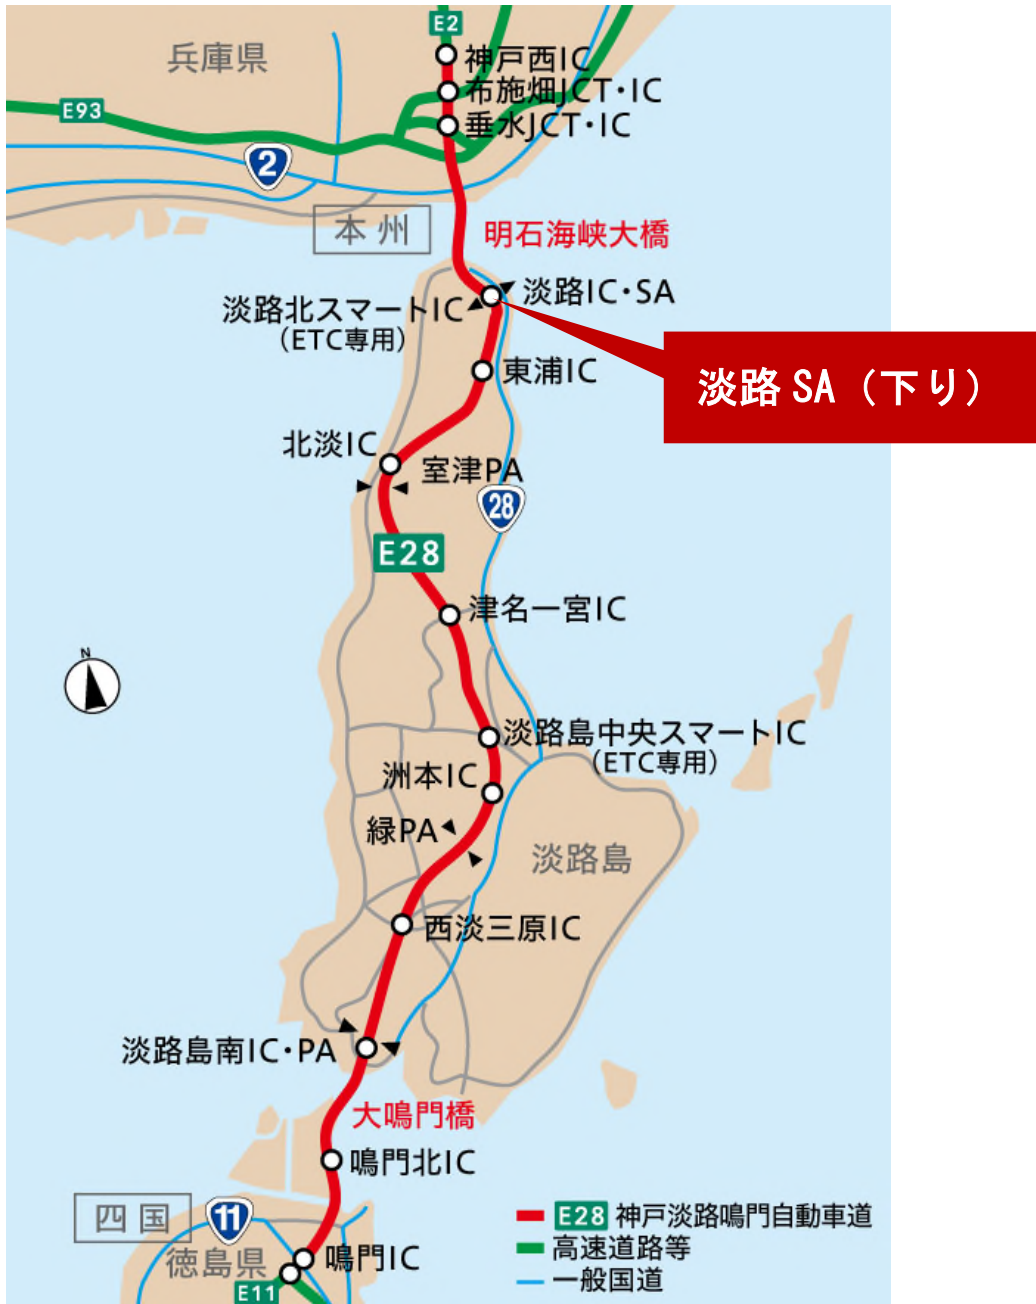 E2
兵庫県
神戸西IC
布施畑JCT・IC
E93
垂水JCT・IC
2
本州
明石海峡大橋
淡路IC・SA
淡路北スマートIC
(ETC専用)
東浦IC
淡路 SA（下り）
北淡IC
室津PA
28
E28
津名一宮IC
N
淡路島中央スマートIC
(ETC専用)
洲本IC
緑PA
淡路島
西淡三原IC
淡路島南IC・PA
大鳴門橋
鳴門北IC
四国
11
徳島県
鳴門IC
E11
E28 神戸淡路鳴門自動車道
高速道路等
一般国道